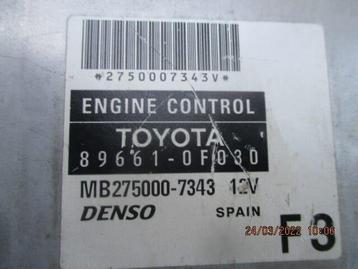 *2750007343V*
ENGINE CONTROL
TOYOTA
89661-0F030
MB275000-7343 12V
DENSO SPAIN
F3
24/03/2022 10:06